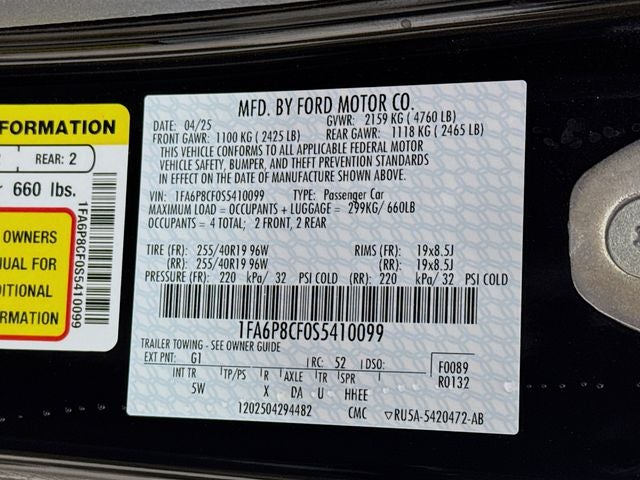 FORMATION
REAR: 2
r 660 lbs.
OWNERS
NUAL FOR
DITIONAL
FORMATION
1FA6P8CF0S5410099
MFD. BY FORD MOTOR CO.
DATE: 04/25 GVWR: 2159 KG ( 4760 LB)
FRONT GAWR: 1100 KG ( 2425 LB) REAR GAWR: 1118 KG ( 2465 LB)
THIS VEHICLE CONFORMS TO ALL APPLICABLE FEDERAL MOTOR
VEHICLE SAFETY, BUMPER, AND THEFT PREVENTION STANDARDS
IN EFFECT ON THE DATE OF MANUFACTURE SHOWN ABOVE.
VIN: 1FA6P8CF0S5410099 TYPE: Passenger Car
MAXIMUM LOAD = OCCUPANTS + LUGGAGE = 299KG/ 660LB
OCCUPANTS = 4 TOTAL; 2 FRONT, 2 REAR
TIRE (FR): 255/40R19 96W RIMS (FR): 19x8.5J
(RR): 255/40R19 96W (RR): 19x8.5J
PRESSURE (FR): 220 kPa/ 32 PSI COLD (RR): 220 kPa/ 32 PSI COLD
1FA6P8CF0S5410099
TRAILER TOWING - SEE OWNER GUIDE
EXT PNT: G1 RC: 52 DSO: F0089
INT TR TP/PS R AXLE TR SPR R0132
5W X DA U HHEE
1202504294482 CMC RU5A-5420472-AB